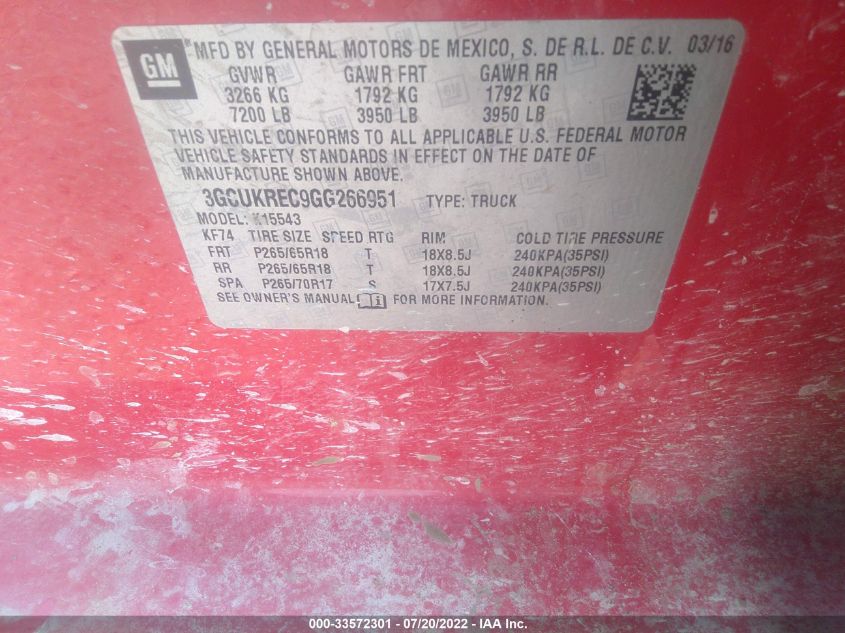 GM MFD BY GENERAL MOTORS DE MEXICO, S. DE R.L. DE C.V. 03/16
GVWR GAWR FRT GAWR RR
3266 KG 1792 KG 1792 KG
7200 LB 3950 LB 3950 LB
THIS VEHICLE CONFORMS TO ALL APPLICABLE U.S. FEDERAL MOTOR
VEHICLE SAFETY STANDARDS IN EFFECT ON THE DATE OF
MANUFACTURE SHOWN ABOVE.
3GCUKREC9GG266951 TYPE: TRUCK
MODEL: K15543
KF74 TIRE SIZE SPEED RTG RIM COLD TIRE PRESSURE
FRT P265/65R18 T 18X8.5J 240KPA(35PSI)
RR P265/65R18 T 18X8.5J 240KPA(35PSI)
SPA P265/70R17 S 17X7.5J 240KPA(35PSI)
SEE OWNER'S MANUAL FOR MORE INFORMATION.
000-33572301 - 07/20/2022 - IAA Inc.